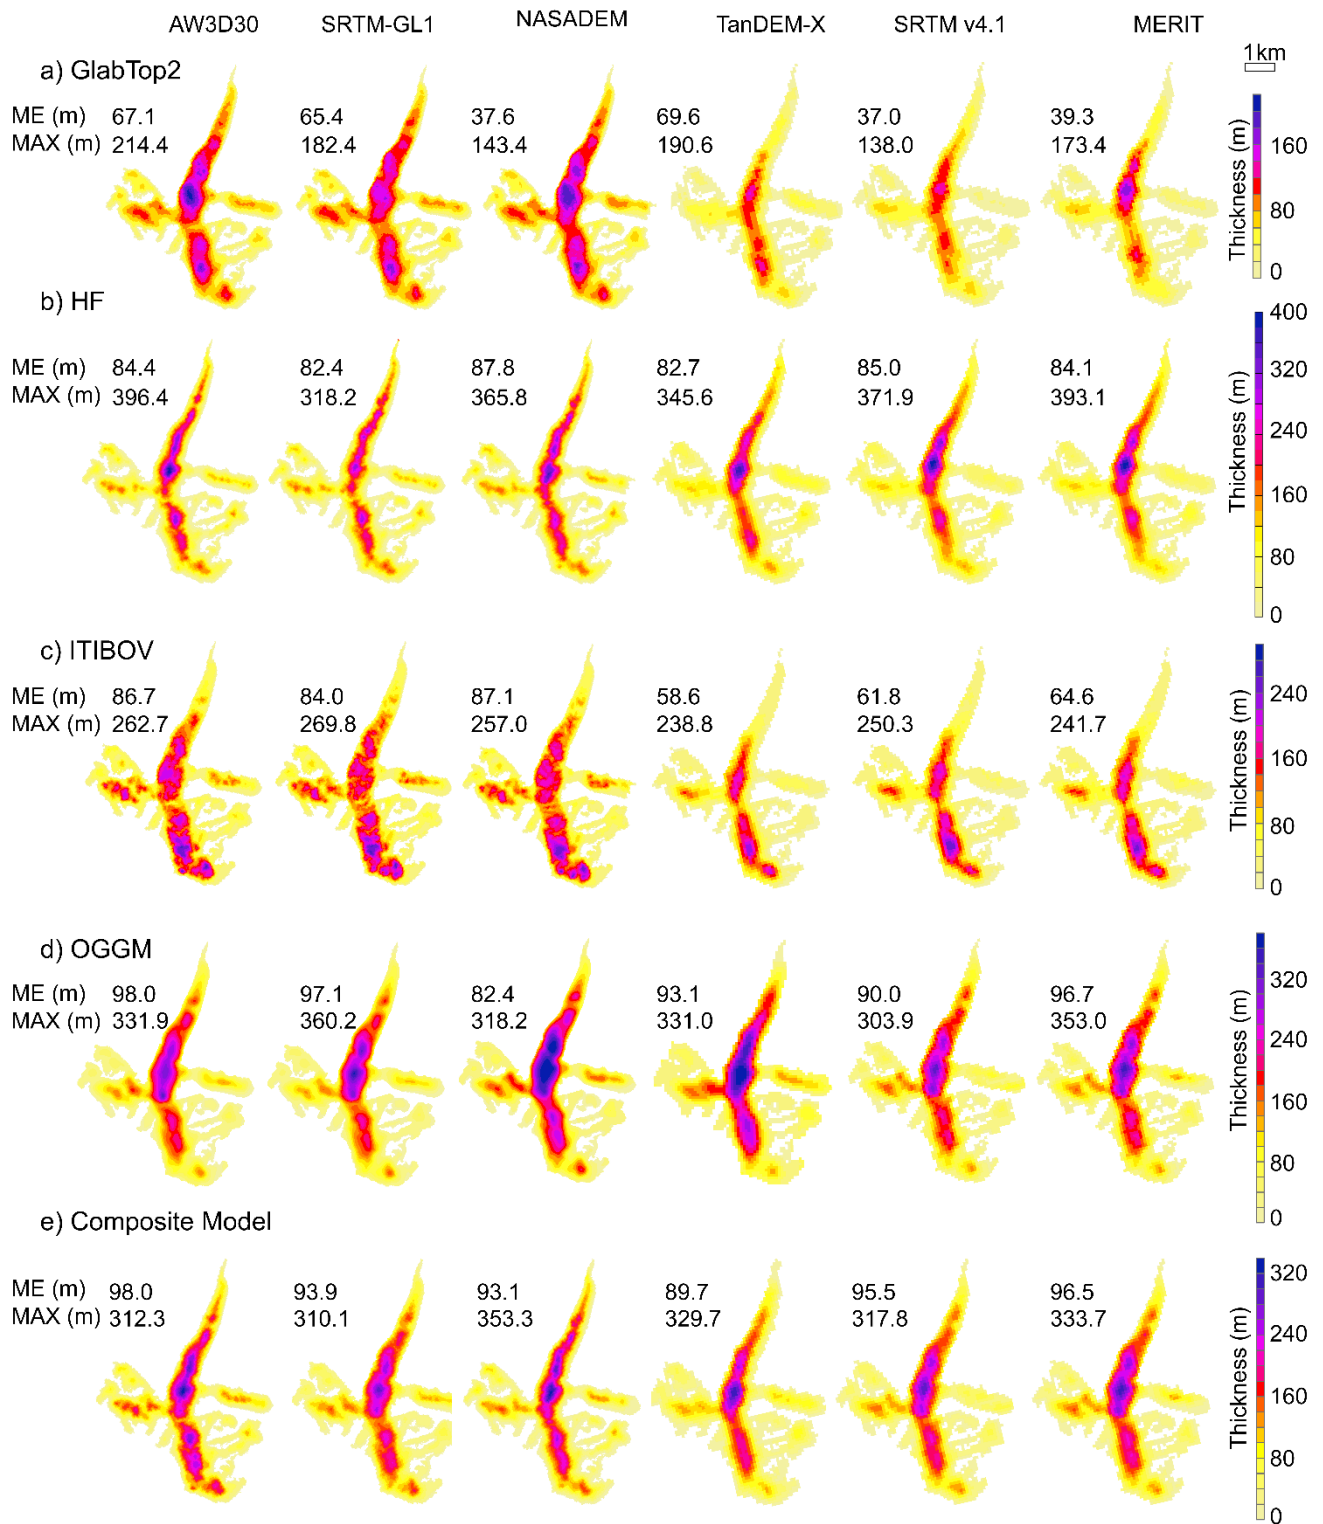 AW3D30 SRTM-GL1 NASADEM TanDEM-X SRTM v4.1 MERIT
1km
a) GlabTop2
ME (m) 67.1 65.4 37.6 69.6 37.0 39.3
MAX (m) 214.4 182.4 143.4 190.6 138.0 173.4
160
80
0
Thickness (m)
b) HF
ME (m) 84.4 82.4 87.8 82.7 85.0 84.1
MAX (m) 396.4 318.2 365.8 345.6 371.9 393.1
400
320
240
160
80
0
Thickness (m)
c) ITIBOV
ME (m) 86.7 84.0 87.1 58.6 61.8 64.6
MAX (m) 262.7 269.8 257.0 238.8 250.3 241.7
240
160
80
0
Thickness (m)
d) OGGM
ME (m) 98.0 97.1 82.4 93.1 90.0 96.7
MAX (m) 331.9 360.2 318.2 331.0 303.9 353.0
320
240
160
80
0
Thickness (m)
e) Composite Model
ME (m) 98.0 93.9 93.1 89.7 95.5 96.5
MAX (m) 312.3 310.1 353.3 329.7 317.8 333.7
320
240
160
80
0
Thickness (m)